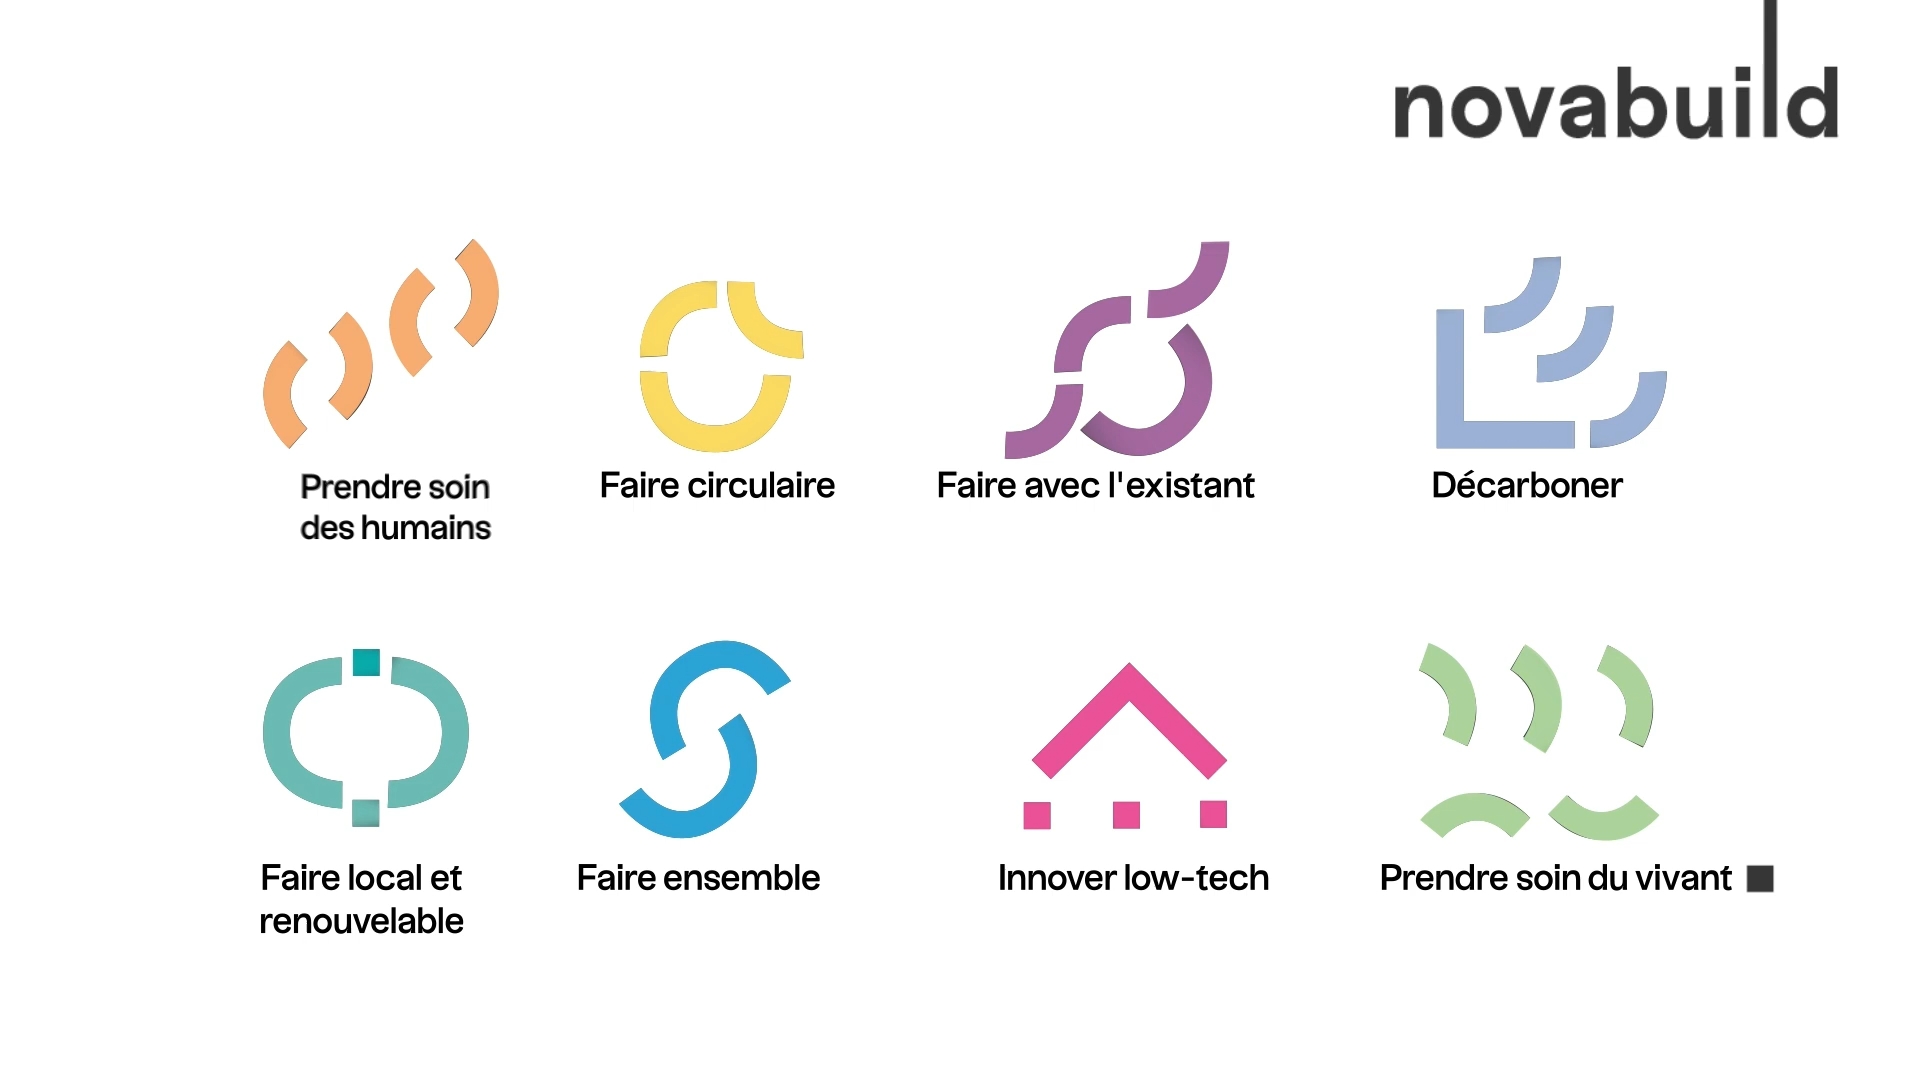 novabuild
Prendre soin
des humains
Faire circulaire
Faire avec l'existant
Décarboner
Faire local et
renouvelable
Faire ensemble
Innover low-tech
Prendre soin du vivant